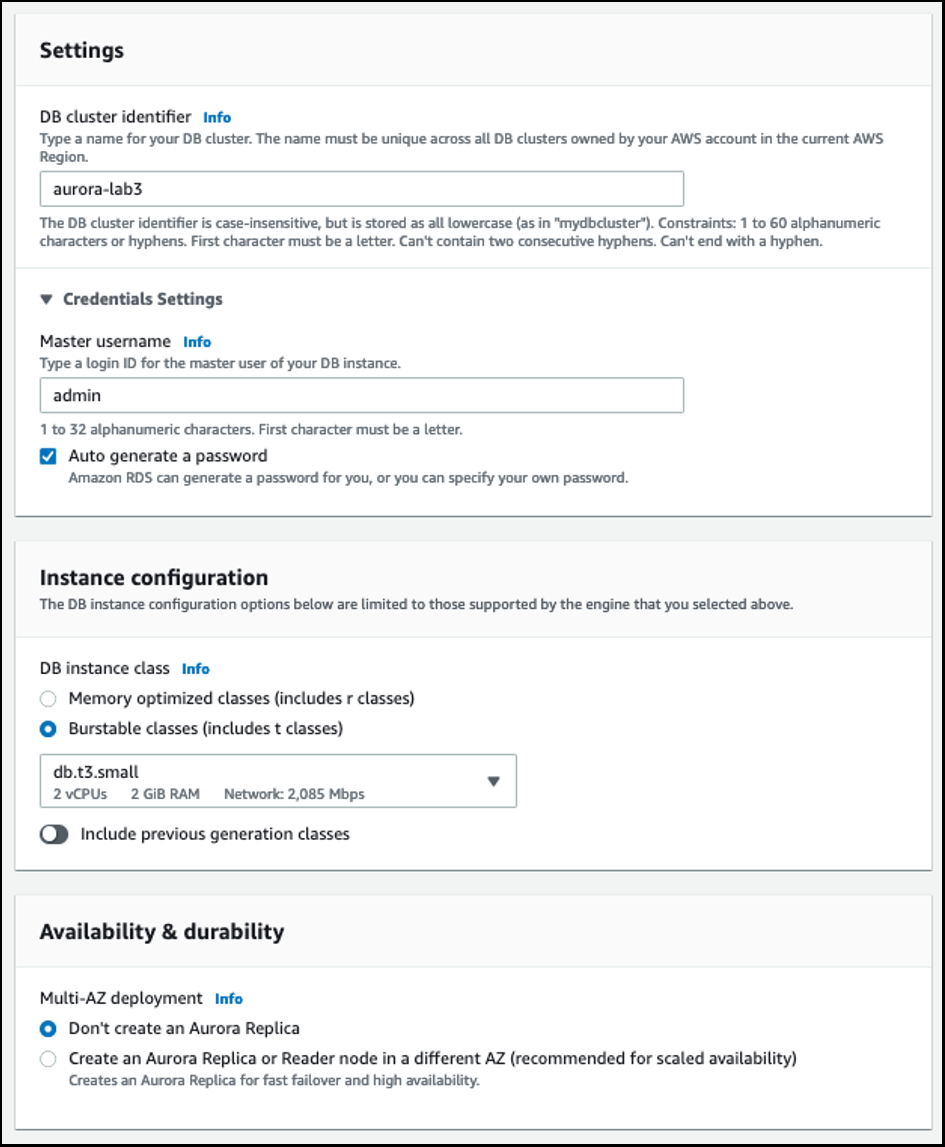 Settings
DB cluster identifier Info
Type a name for your DB cluster. The name must be unique across all DB clusters owned by your AWS account in the current AWS
Region.
aurora-lab3
The DB cluster identifier is case-insensitive, but is stored as all lowercase (as in "mydbcluster"). Constraints: 1 to 60 alphanumeric
characters or hyphens. First character must be a letter. Can't contain two consecutive hyphens. Can't end with a hyphen.
Credentials Settings
Master username Info
Type a login ID for the master user of your DB instance.
admin
1 to 32 alphanumeric characters. First character must be a letter.
Auto generate a password
Amazon RDS can generate a password for you, or you can specify your own password.
Instance configuration
The DB instance configuration options below are limited to those supported by the engine that you selected above.
DB instance class Info
Memory optimized classes (includes r classes)
Burstable classes (includes t classes)
db.t3.small
2 vCPUs 2 GiB RAM Network: 2,085 Mbps
Include previous generation classes
Availability & durability
Multi-AZ deployment Info
Don't create an Aurora Replica
Create an Aurora Replica or Reader node in a different AZ (recommended for scaled availability)
Creates an Aurora Replica for fast failover and high availability.